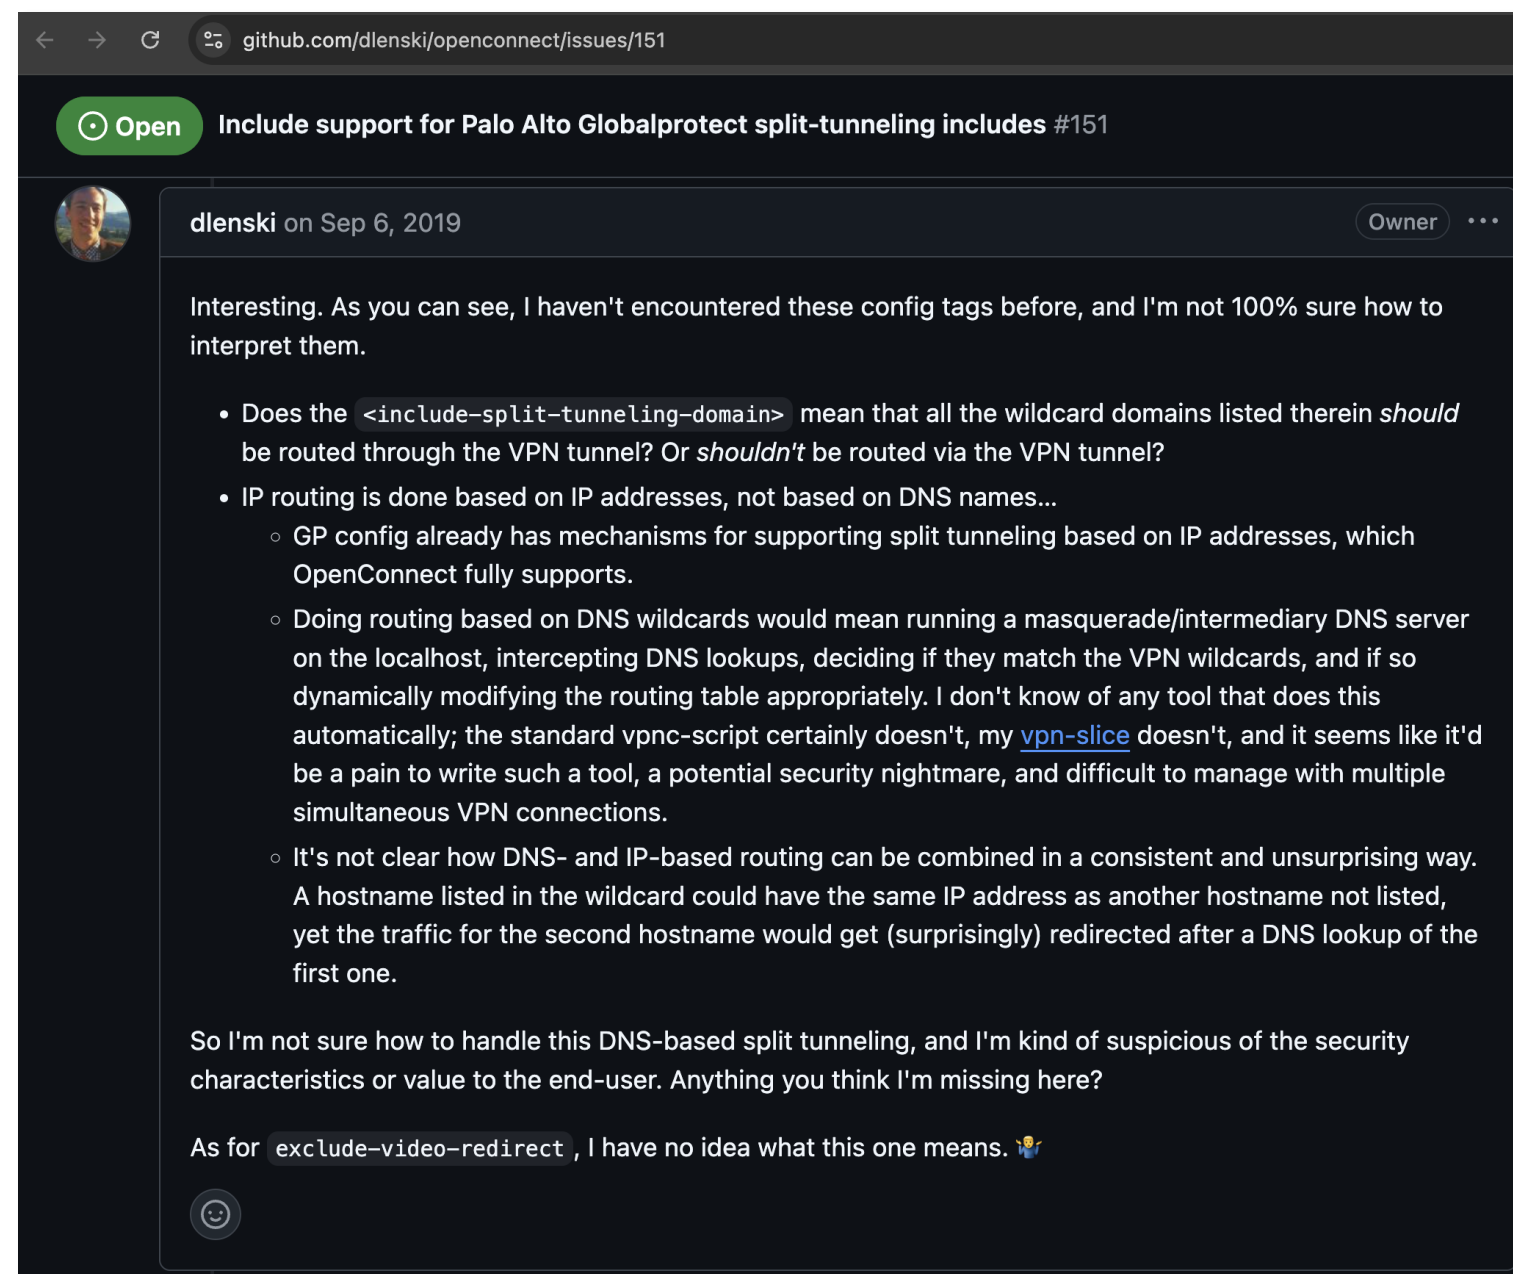 github.com/dlenski/openconnect/issues/151
Open
Include support for Palo Alto Globalprotect split-tunneling includes #151
dlenski on Sep 6, 2019
Owner
Interesting. As you can see, I haven't encountered these config tags before, and I'm not 100% sure how to
interpret them.
• Does the <include-split-tunneling-domain> mean that all the wildcard domains listed therein should
be routed through the VPN tunnel? Or shouldn't be routed via the VPN tunnel?
• IP routing is done based on IP addresses, not based on DNS names...
◦ GP config already has mechanisms for supporting split tunneling based on IP addresses, which
OpenConnect fully supports.
◦ Doing routing based on DNS wildcards would mean running a masquerade/intermediary DNS server
on the localhost, intercepting DNS lookups, deciding if they match the VPN wildcards, and if so
dynamically modifying the routing table appropriately. I don't know of any tool that does this
automatically; the standard vpnc-script certainly doesn't, my vpn-slice doesn't, and it seems like it'd
be a pain to write such a tool, a potential security nightmare, and difficult to manage with multiple
simultaneous VPN connections.
◦ It's not clear how DNS- and IP-based routing can be combined in a consistent and unsurprising way.
A hostname listed in the wildcard could have the same IP address as another hostname not listed,
yet the traffic for the second hostname would get (surprisingly) redirected after a DNS lookup of the
first one.
So I'm not sure how to handle this DNS-based split tunneling, and I'm kind of suspicious of the security
characteristics or value to the end-user. Anything you think I'm missing here?
As for exclude-video-redirect, I have no idea what this one means. 🤷‍♂️